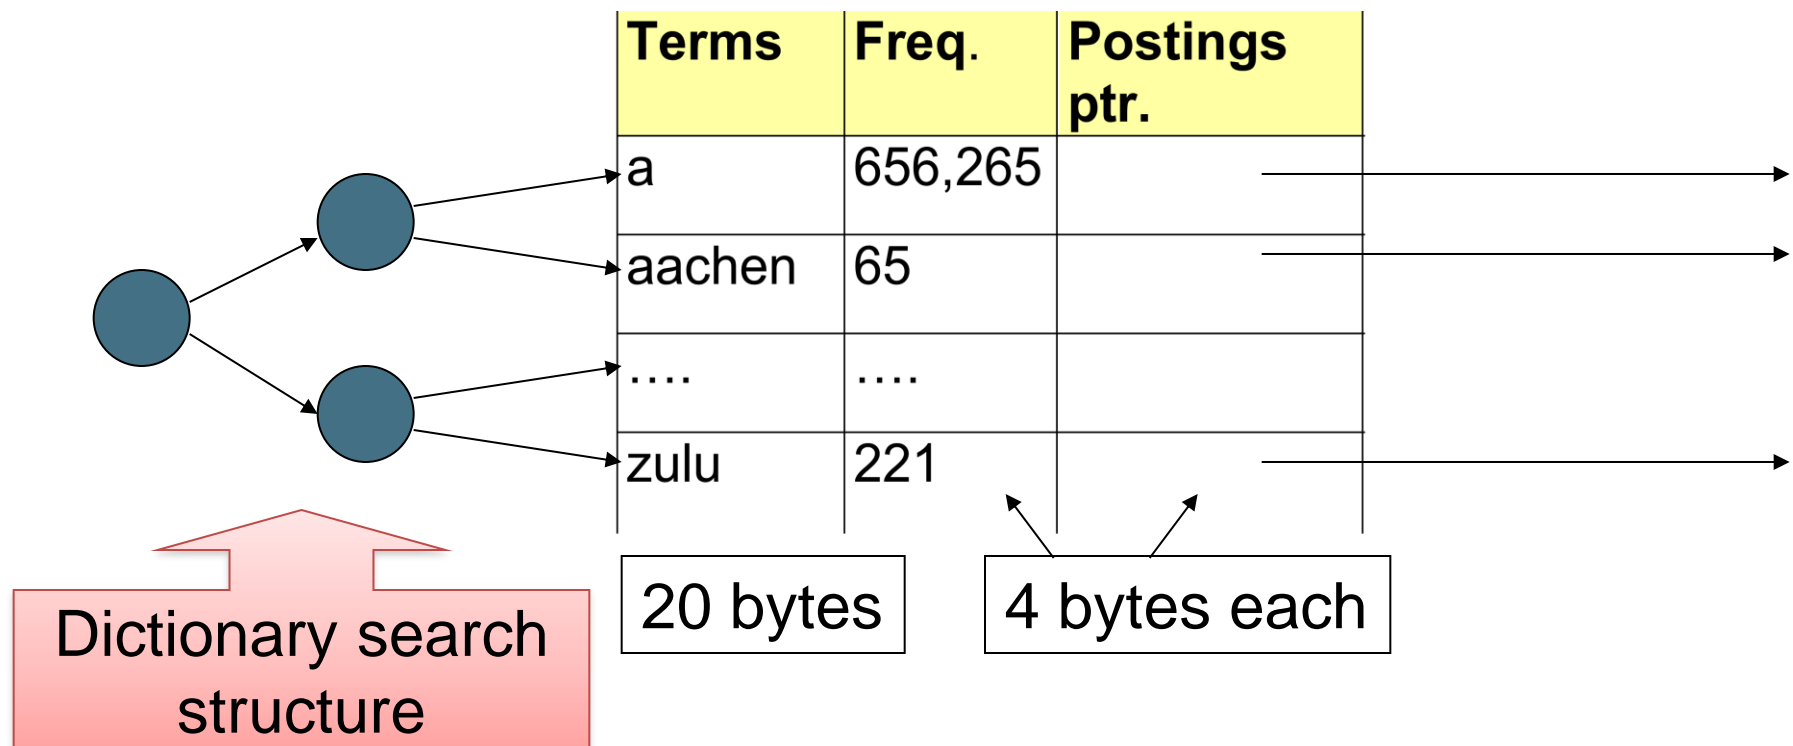 Terms Freq. Postings
ptr.
a 656,265
aachen 65
.... ....
zulu 221
20 bytes 4 bytes each
Dictionary search
structure